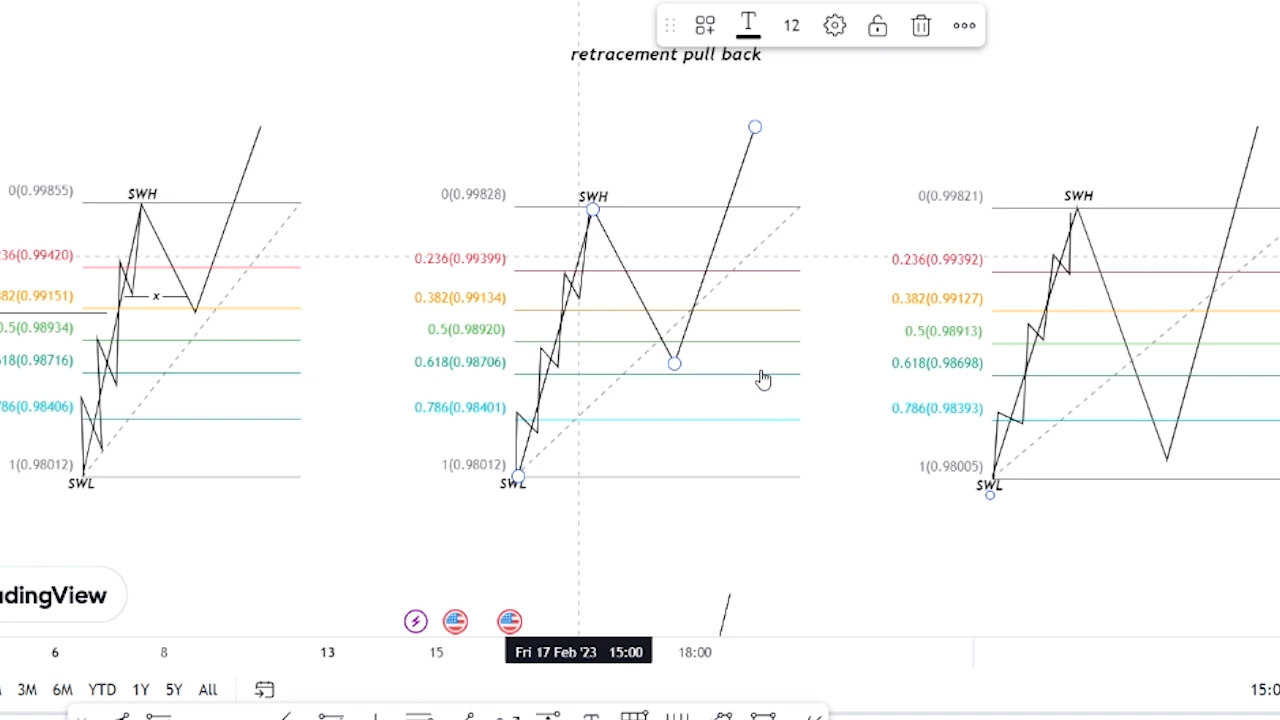 12
retracement pull back
0(0.99855)
SWH
36(0.99420)
x
82(0.99151)
0.5(0.98934)
18(0.98716)
786(0.98406)
1(0.98012)
SWL
0(0.99828)
SWH
0.236(0.99399)
0.382(0.99134)
0.5(0.98920)
0.618(0.98706)
0.786(0.98401)
1(0.98012)
SWL
0(0.99821)
SWH
0.236(0.99392)
0.382(0.99127)
0.5(0.98913)
0.618(0.98698)
0.786(0.98393)
1(0.98005)
SWL
adingView
6 8 13 15 Fri 17 Feb '23 15:00 18:00
3M 6M YTD 1Y 5Y All 15:0